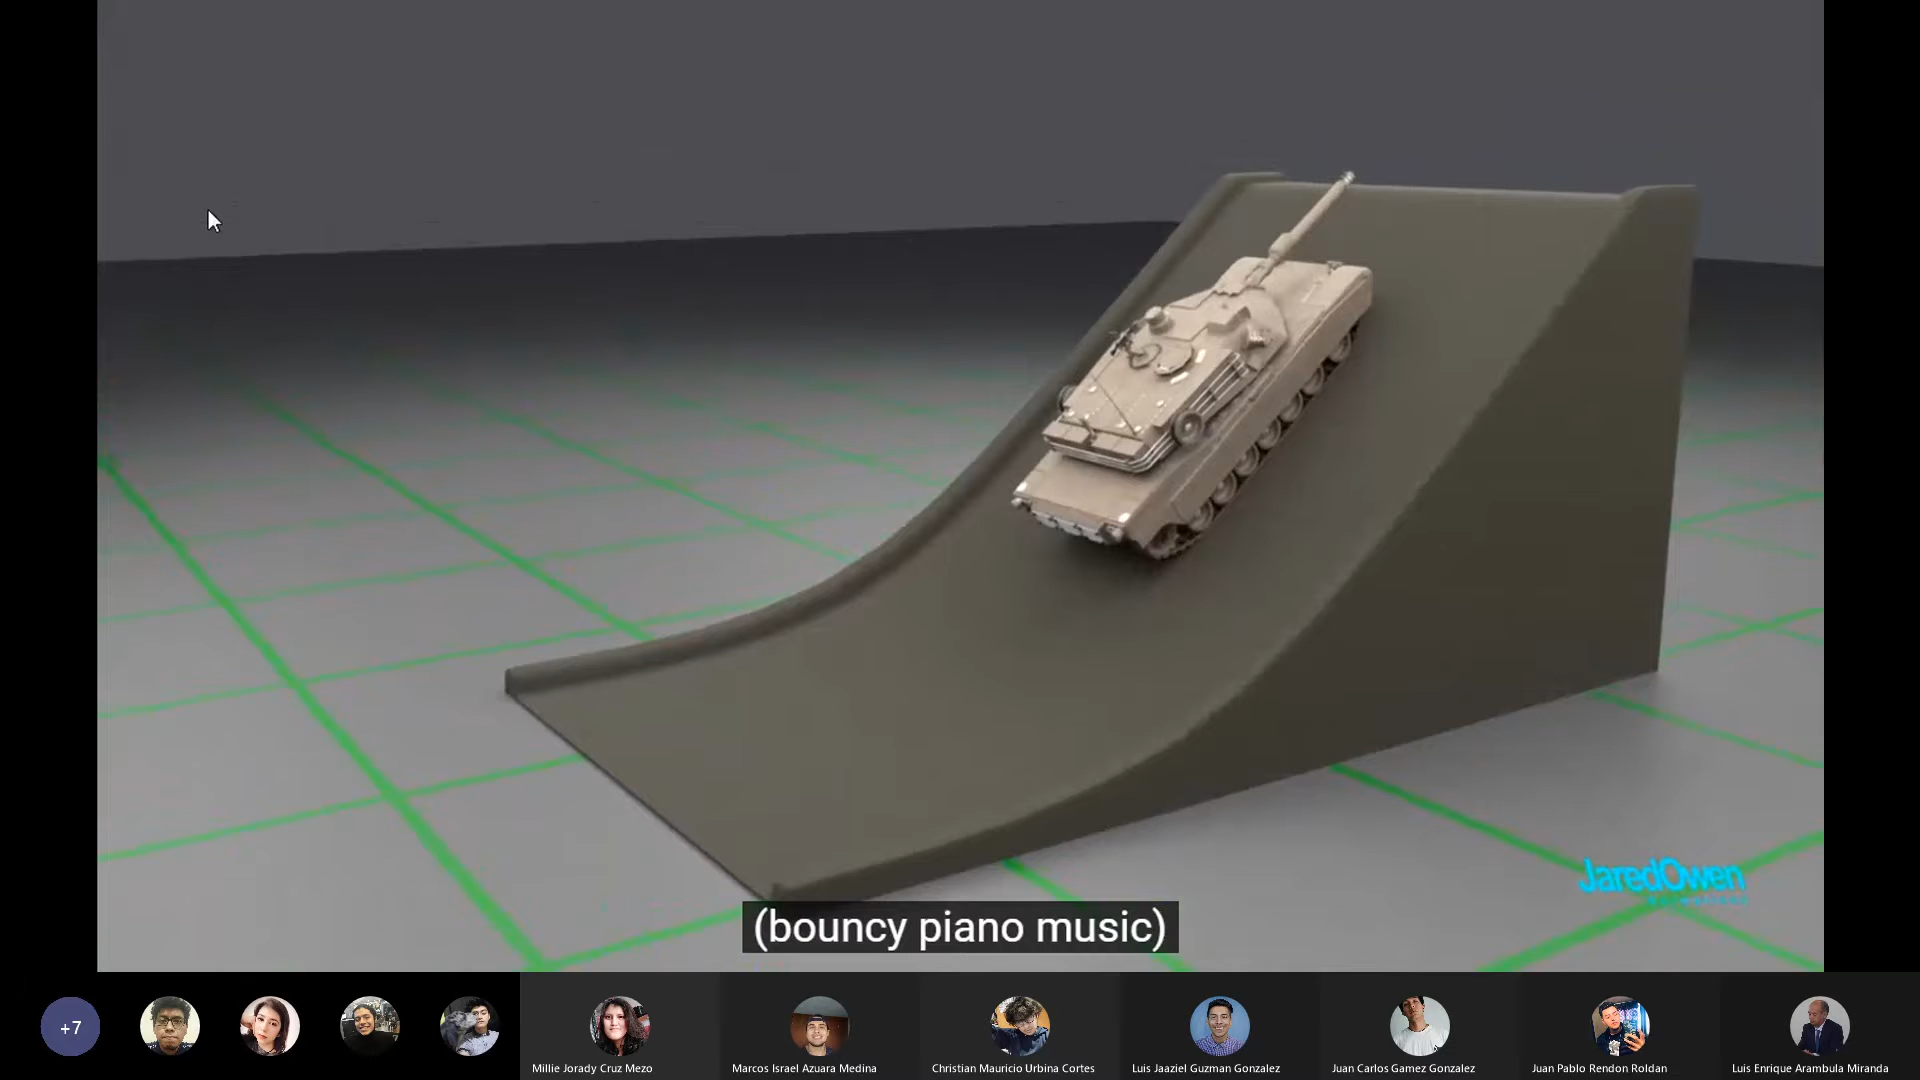 JaredOwen
(bouncy piano music)
+7
Millie Jorady Cruz Mezo
Marcos Israel Azuara Medina
Christian Mauricio Urbina Cortes
Luis Jaaziel Guzman Gonzalez
Juan Carlos Gamez Gonzalez
Juan Pablo Rendon Roldan
Luis Enrique Arambula Miranda